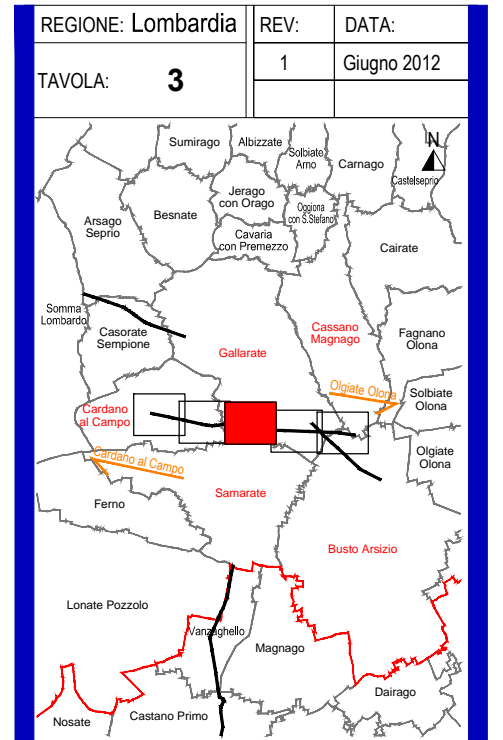 REGIONE: Lombardia
REV:
DATA:
TAVOLA: 3
1
Giugno 2012
N
Sumirago
Albizzate
Solbiate
Arno
Carnago
Castelseprio
Jerago
con Orago
Besnate
Oggiona
con S.Stefano
Arsago
Seprio
Cavaria
con Premezzo
Cairate
Somma
Lombardo
Casorate
Sempione
Gallarate
Cassano
Magnago
Fagnano
Olona
Olgiate Olona
Solbiate
Olona
Cardano
al Campo
Cardano al Campo
Olgiate
Olona
Ferno
Samarate
Busto Arsizio
Lonate Pozzolo
Vanzaghello
Magnago
Dairago
Nosate
Castano Primo